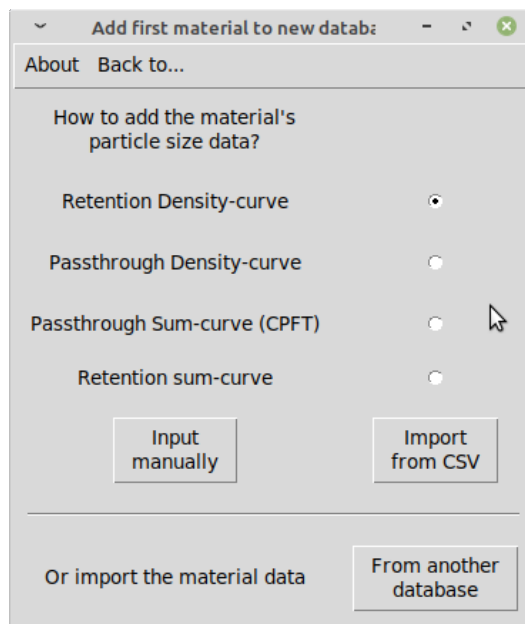 Add first material to new databa
About Back to...
How to add the material's
particle size data?
Retention Density-curve
Passthrough Density-curve
Passthrough Sum-curve (CPFT)
Retention sum-curve
Input
manually
Import
from CSV
Or import the material data
From another
database